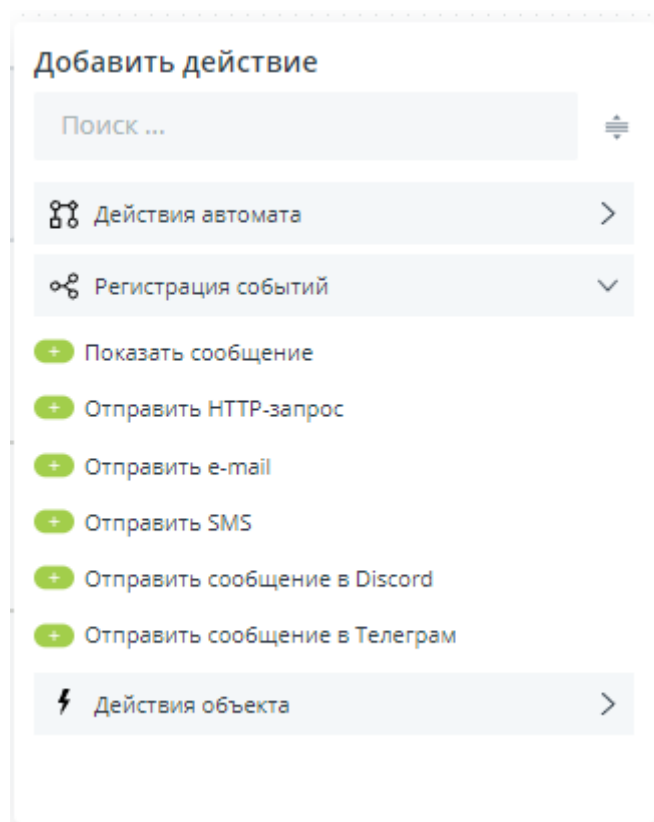 Добавить действие
Поиск ...
Действия автомата
Регистрация событий
Показать сообщение
Отправить HTTP-запрос
Отправить e-mail
Отправить SMS
Отправить сообщение в Discord
Отправить сообщение в Телеграм
Действия объекта